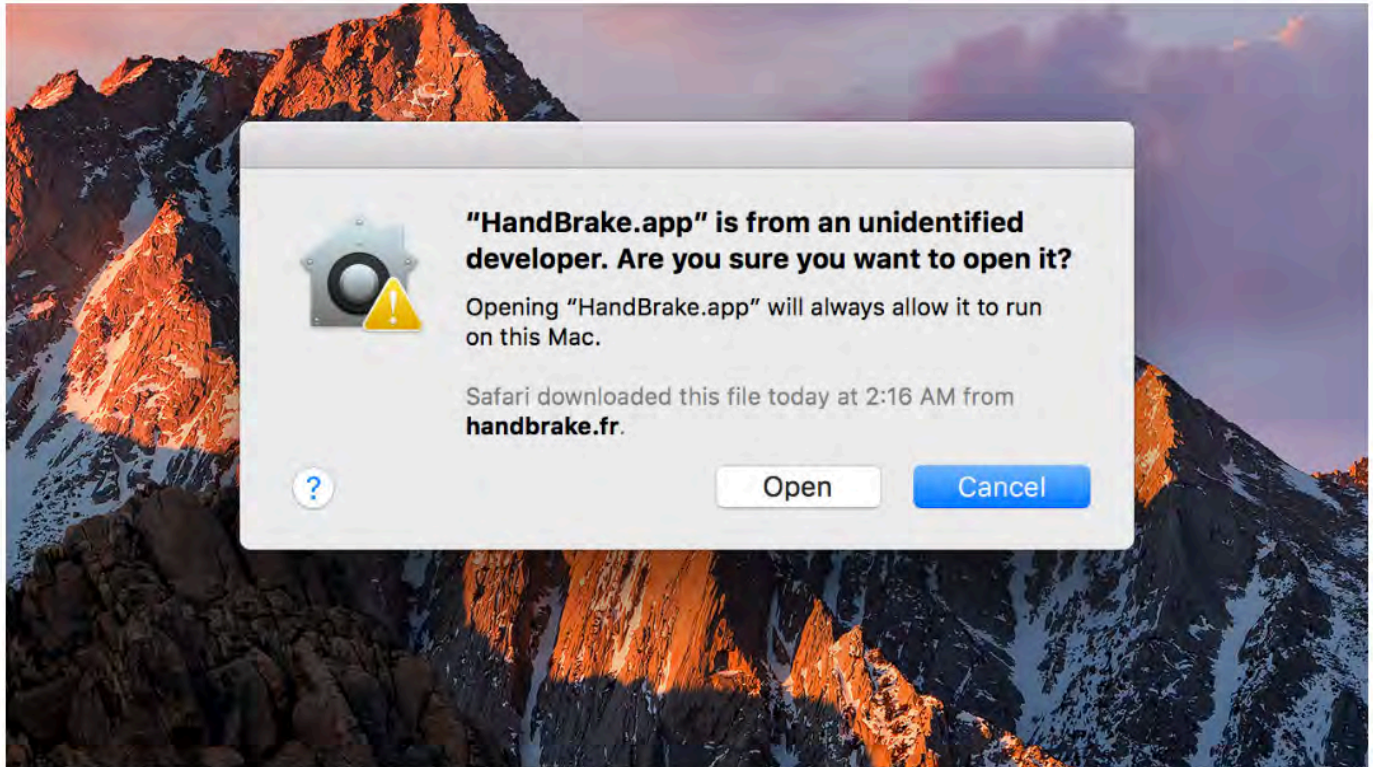 “HandBrake.app” is from an unidentified
developer. Are you sure you want to open it?
Opening “HandBrake.app” will always allow it to run
on this Mac.
Safari downloaded this file today at 2:16 AM from
handbrake.fr.
?
Open
Cancel